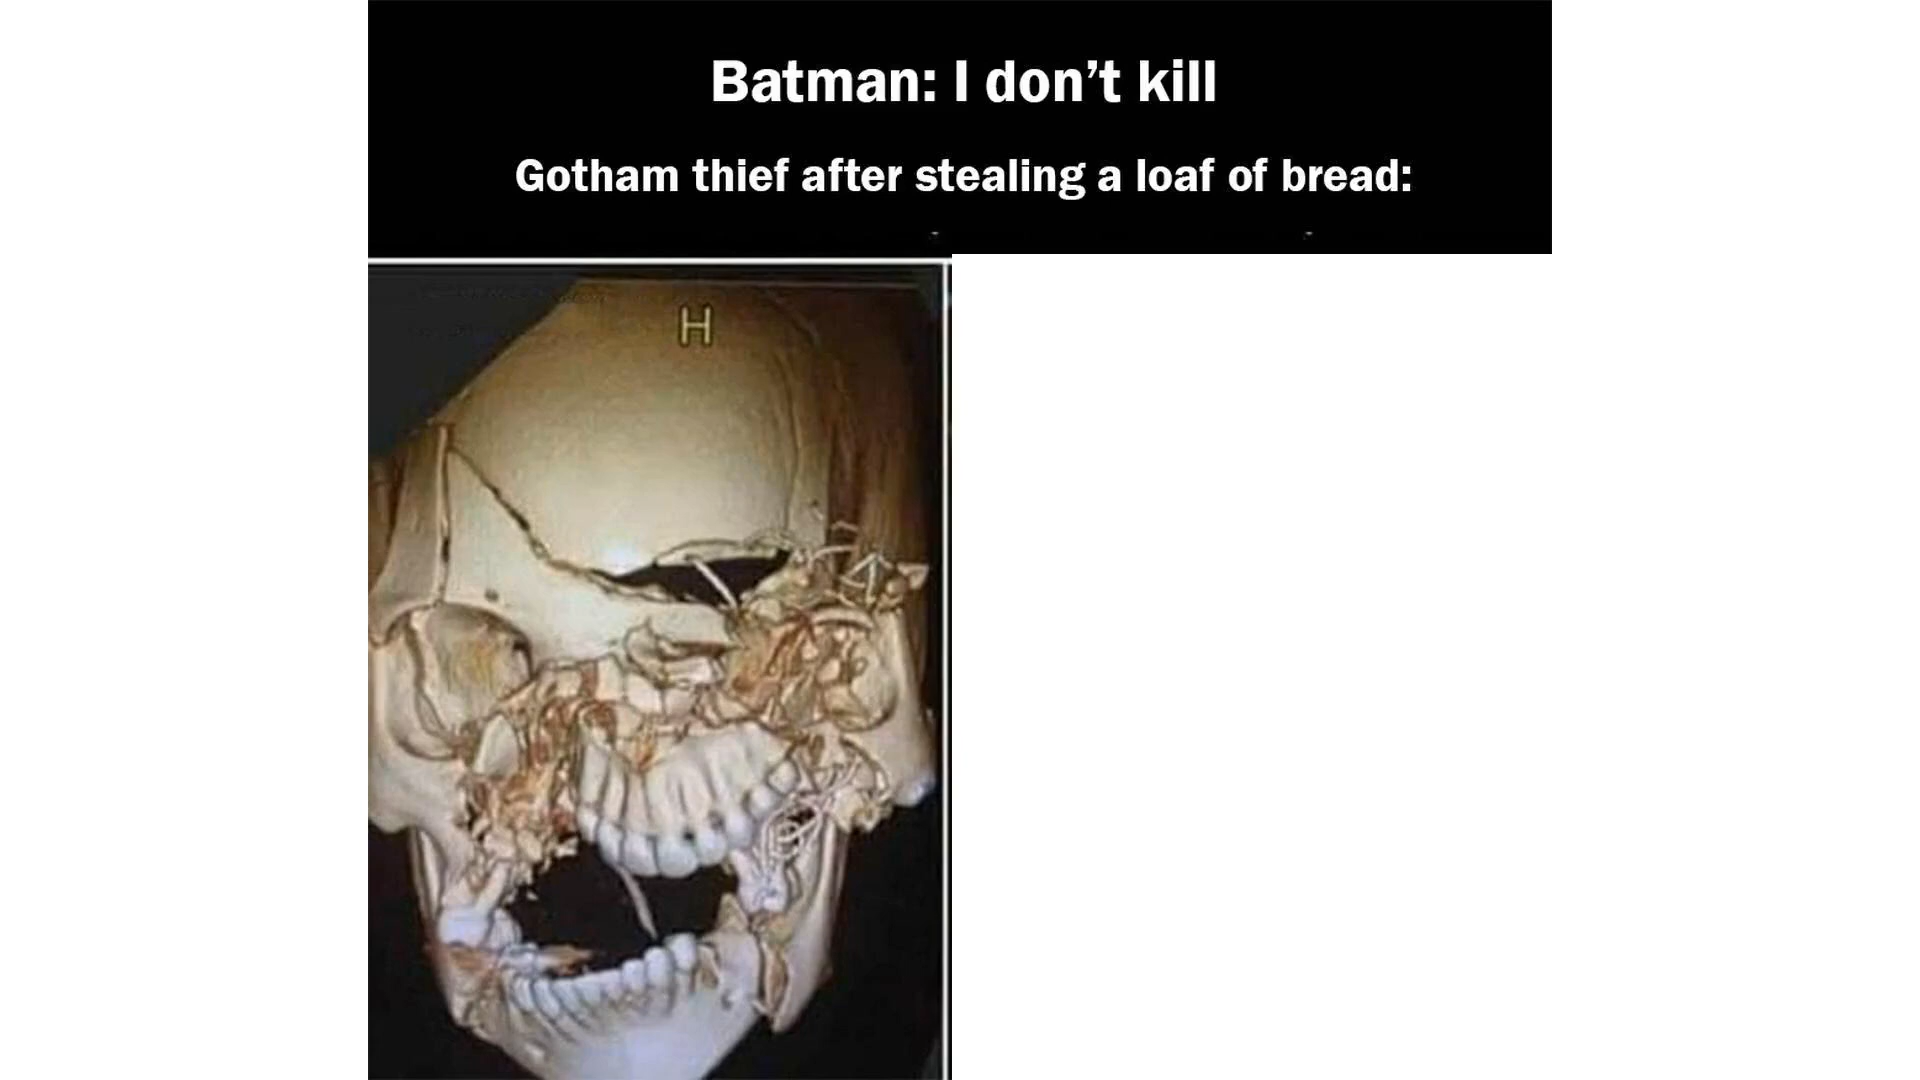 Batman: I don’t kill
Gotham thief after stealing a loaf of bread:
H